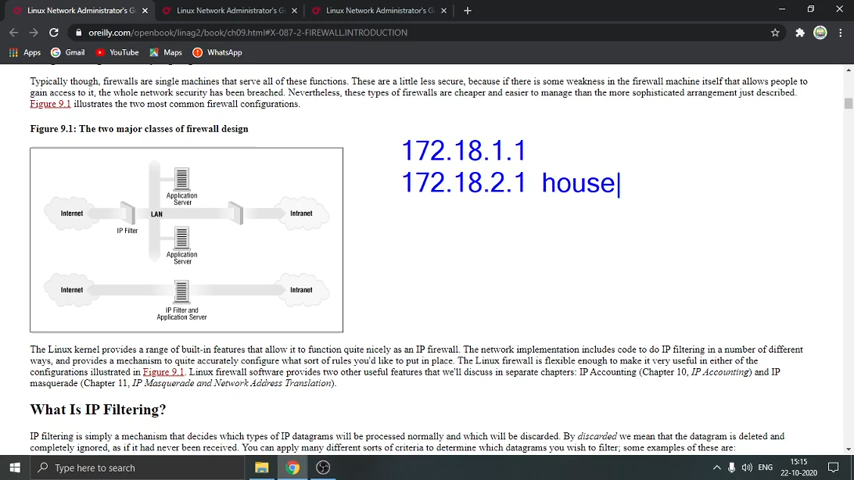 Linux Network Administrator's G
Linux Network Administrator's Gu
Linux Network Administrator's Gu
oreilly.com/openbook/linag2/book/ch09.html#X-087-2-FIREWALL.INTRODUCTION
Apps Gmail YouTube Maps WhatsApp
Typically though, firewalls are single machines that serve all of these functions. These are a little less secure, because if there is some weakness in the firewall machine itself that allows people to
gain access to it, the whole network security has been breached. Nevertheless, these types of firewalls are cheaper and easier to manage than the more sophisticated arrangement just described.
Figure 9.1 illustrates the two most common firewall configurations.
Figure 9.1: The two major classes of firewall design
172.18.1.1
172.18.2.1 house
Application
Server
Internet
LAN
Intranet
IP Filter
Application
Server
Internet
Intranet
IP Filter and
Application Server
The Linux kernel provides a range of built-in features that allow it to function quite nicely as an IP firewall. The network implementation includes code to do IP filtering in a number of different
ways, and provides a mechanism to quite accurately configure what sort of rules you'd like to put in place. The Linux firewall is flexible enough to make it very useful in either of the
configurations illustrated in Figure 9.1. Linux firewall software provides two other useful features that we'll discuss in separate chapters: IP Accounting (Chapter 10, IP Accounting) and IP
masquerade (Chapter 11, IP Masquerade and Network Address Translation).
What Is IP Filtering?
IP filtering is simply a mechanism that decides which types of IP datagrams will be processed normally and which will be discarded. By discarded we mean that the datagram is deleted and
completely ignored, as if it had never been received. You can apply many different sorts of criteria to determine which datagrams you wish to filter; some examples of these are:
Type here to search
ENG
15:15
22-10-2020